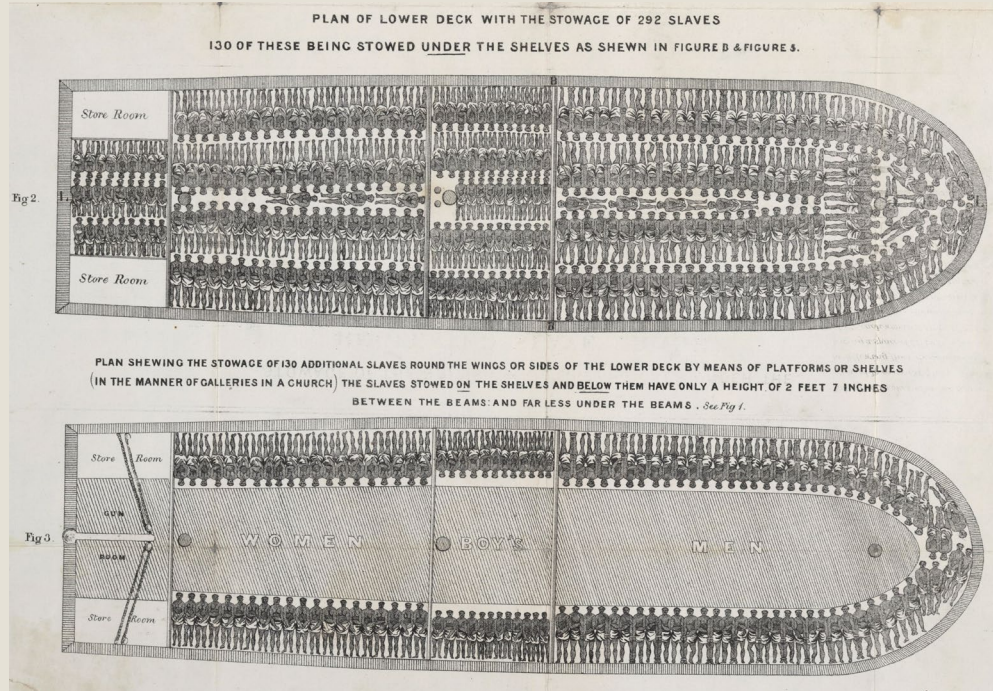 PLAN OF LOWER DECK WITH THE STOWAGE OF 292 SLAVES
130 OF THESE BEING STOWED UNDER THE SHELVES AS SHEWN IN FIGURE B & FIGURE 5.
B
Store Room
Fig 2.
Store Room
B
PLAN SHEWING THE STOWAGE OF 130 ADDITIONAL SLAVES ROUND THE WINGS OR SIDES OF THE LOWER DECK BY MEANS OF PLATFORMS OR SHELVES
(IN THE MANNER OF GALLERIES IN A CHURCH) THE SLAVES STOWED ON THE SHELVES AND BELOW THEM HAVE ONLY A HEIGHT OF 2 FEET 7 INCHES
BETWEEN THE BEAMS: AND FAR LESS UNDER THE BEAMS. See Fig 1.
Store Room
GUN
Fig 3.
WOMEN BOY'S MEN
ROOM
Store Room